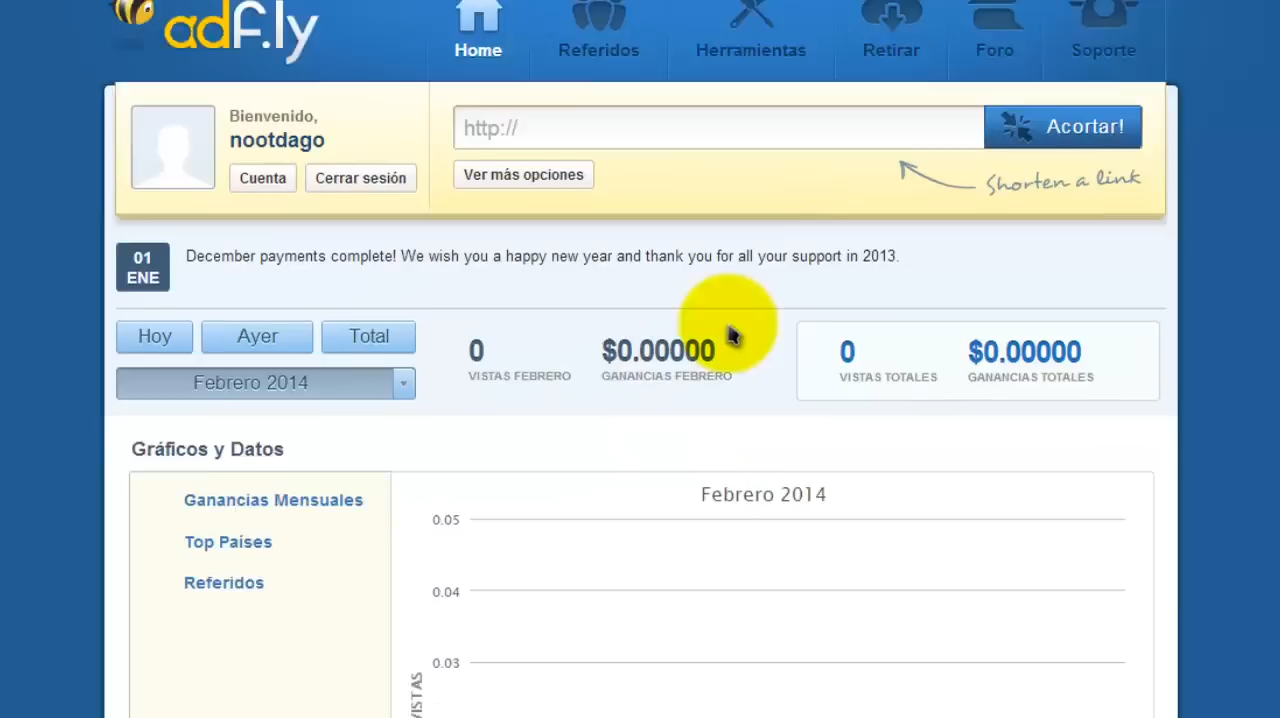 adf.ly
Home
Referidos
Herramientas
Retirar
Foro
Soporte
Bienvenido,
nootdago
Cuenta
Cerrar sesión
http://
Acortar!
Ver más opciones
Shorten a link
01
ENE
December payments complete! We wish you a happy new year and thank you for all your support in 2013.
Hoy
Ayer
Total
Febrero 2014
0
VISTAS FEBRERO
$0.00000
GANANCIAS FEBRERO
0
VISTAS TOTALES
$0.00000
GANANCIAS TOTALES
Gráficos y Datos
Ganancias Mensuales
Top Países
Referidos
Febrero 2014
0.05
0.04
0.03
VISTAS